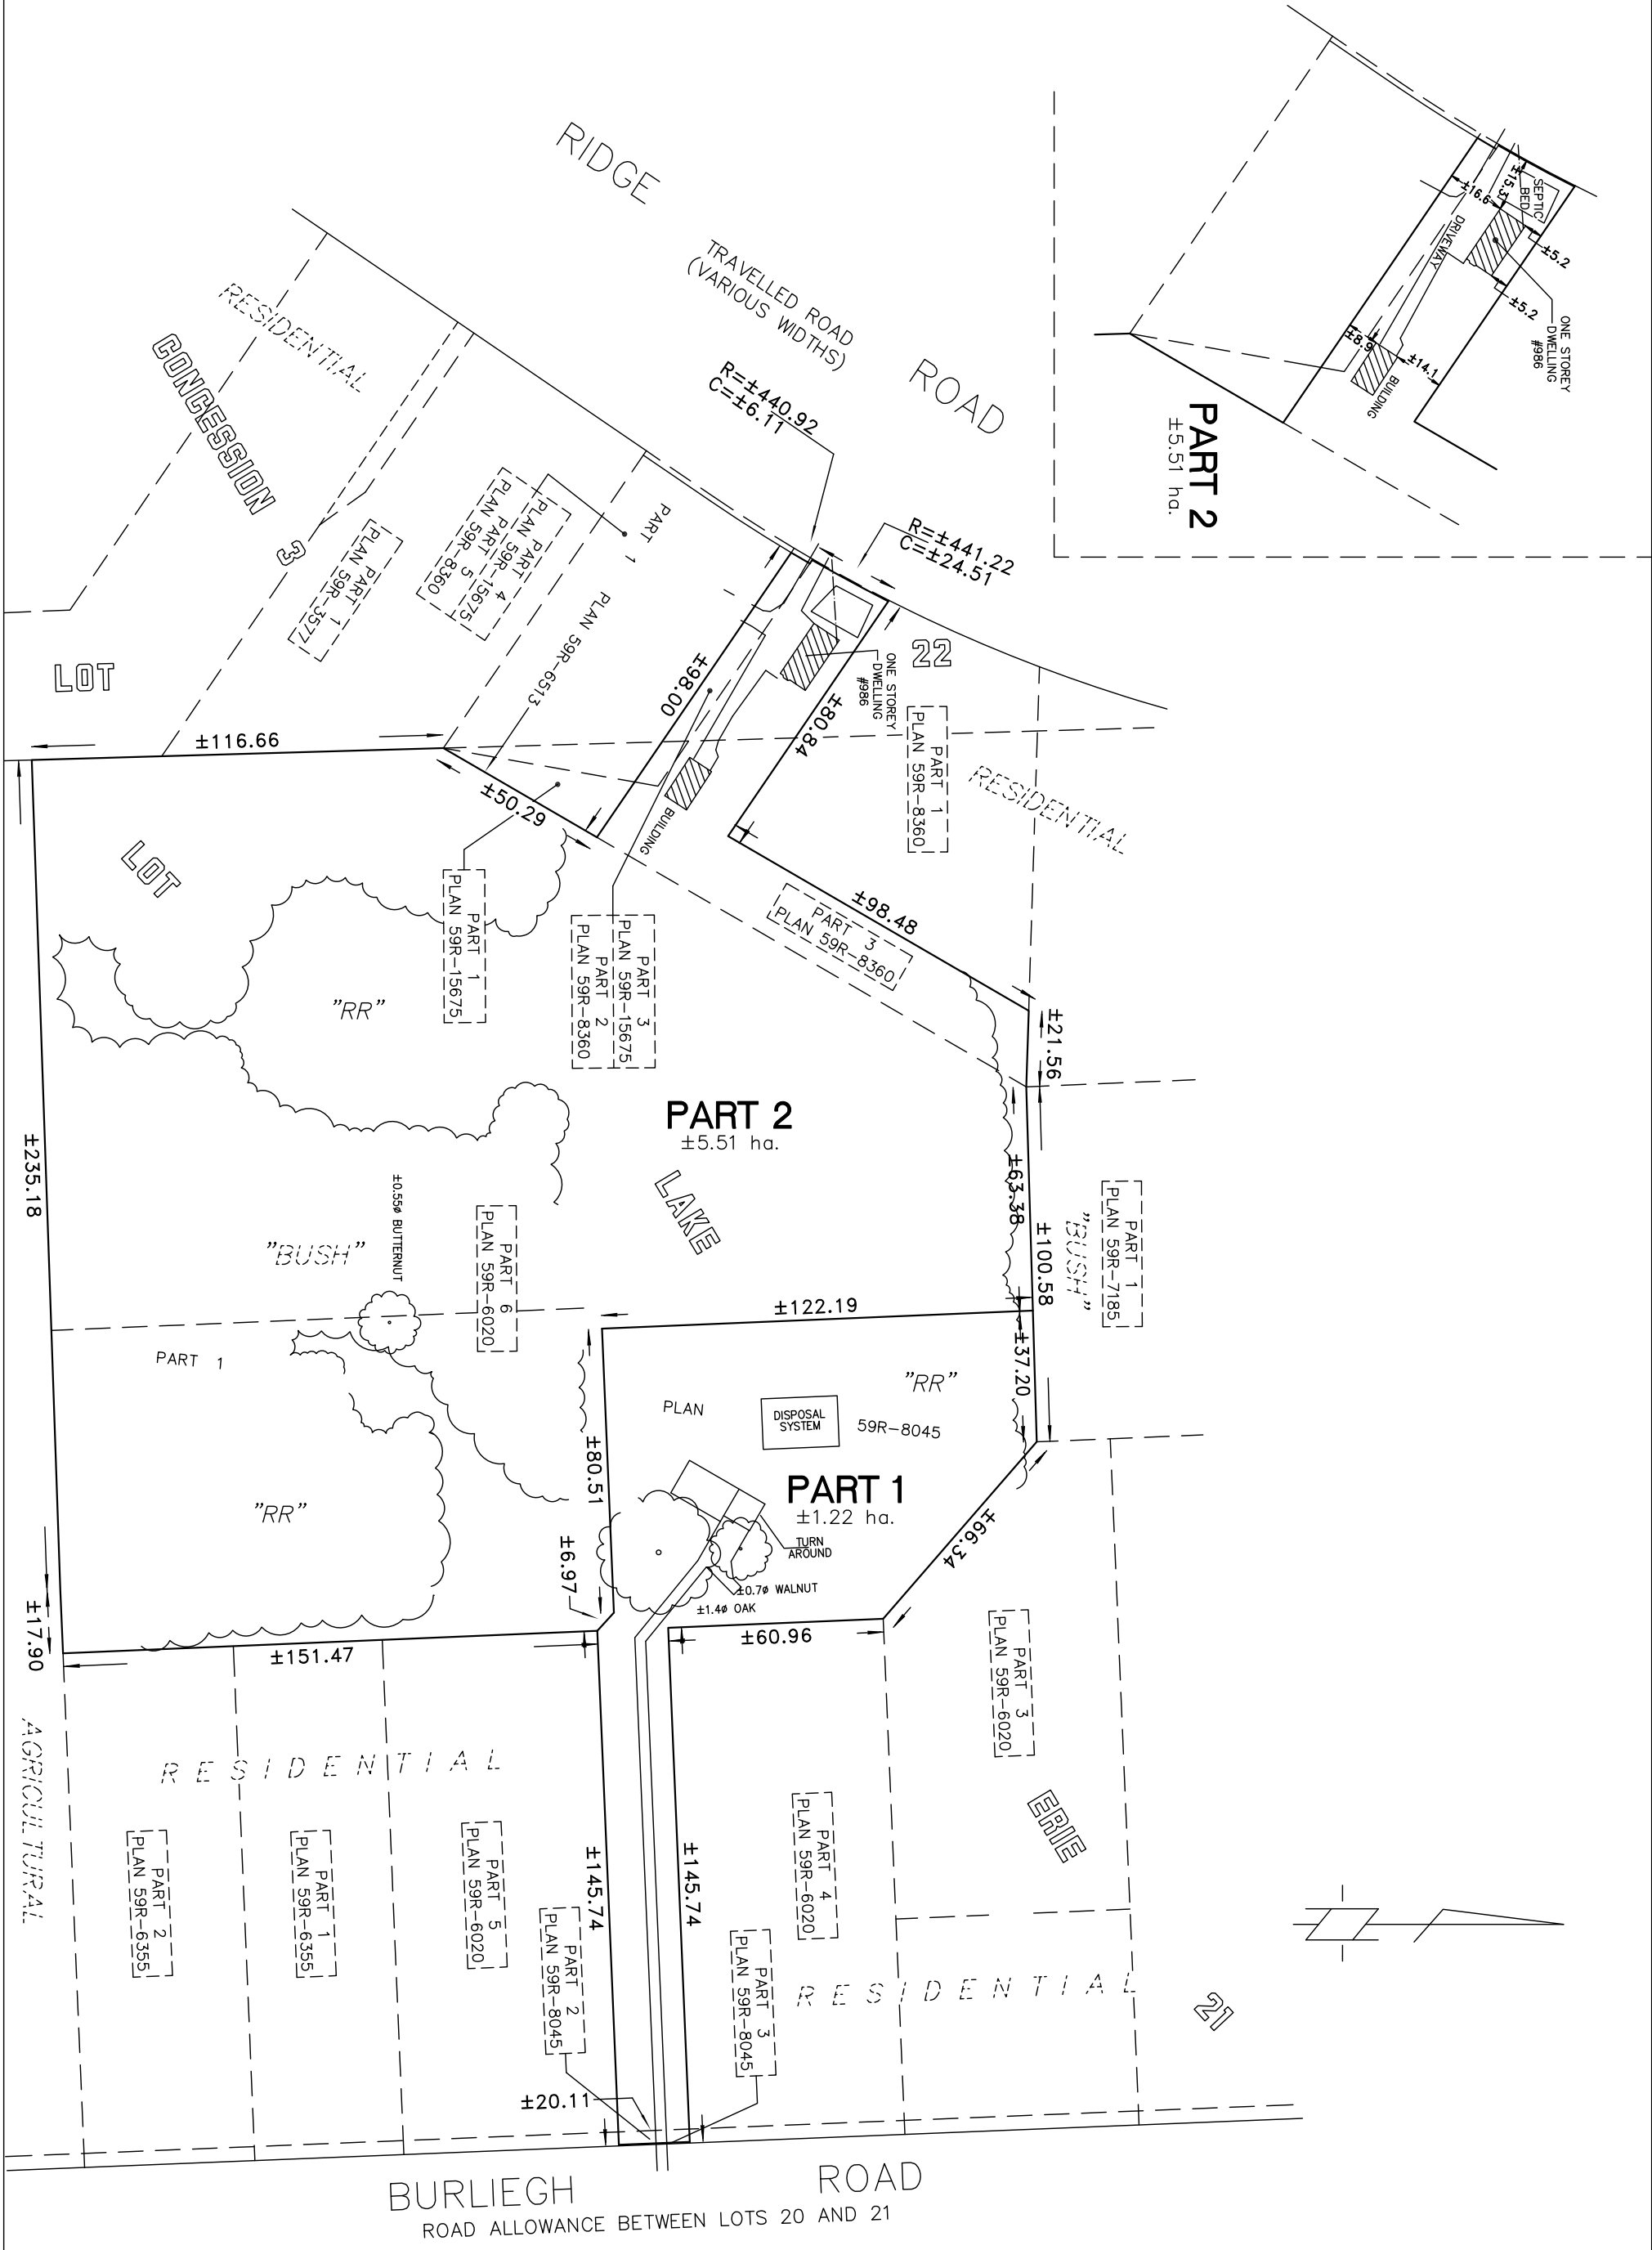 RIDGE
ROAD
TRAVELLED ROAD
(VARIOUS WIDTHS)
R=±440.92
C=±6.11
R=±441.22
C=±24.51
SEPTIC
BED
±15.3
±16.6
DRIVEWAY
±5.2
±5.2
ONE STOREY
DWELLING
#986
±8.9
±14.1
BUILDING
PART 2
±5.51 ha.
RESIDENTIAL
CONCESSION
3
PART 1
PLAN 59R-3577
PART 4
PLAN 59R-15675
PART 5
PLAN 59R-8360
PART 1
PLAN 59R-6513
LOT
22
ONE STOREY
DWELLING
#986
±98.00
±80.84
PART 1
PLAN 59R-8360
RESIDENTIAL
±116.66
±50.29
BUILDING
LOT
PART 1
PLAN 59R-15675
PART 3
PLAN 59R-15675
PART 2
PLAN 59R-8360
PART 3
PLAN 59R-8360
±98.48
±21.56
"RR"
PART 2
±5.51 ha.
LAKE
±63.38
±100.58
PART 1
PLAN 59R-7185
"BUSH"
±235.18
±0.55ø BUTTERNUT
"BUSH"
PART 6
PLAN 59R-6020
±122.19
±37.20
PART 1
PLAN
59R-8045
"RR"
DISPOSAL
SYSTEM
PART 1
±1.22 ha.
TURN
AROUND
±80.51
±66.34
"RR"
±6.97
±0.7ø WALNUT
±1.4ø OAK
±60.96
±17.90
±151.47
PART 3
PLAN 59R-6020
AGRICULTURAL
RESIDENTIAL
PART 2
PLAN 59R-6355
PART 1
PLAN 59R-6355
PART 5
PLAN 59R-6020
±145.74
±145.74
PART 4
PLAN 59R-6020
ERIE
PART 2
PLAN 59R-8045
PART 3
PLAN 59R-8045
RESIDENTIAL
21
±20.11
BURLIEGH ROAD
ROAD ALLOWANCE BETWEEN LOTS 20 AND 21